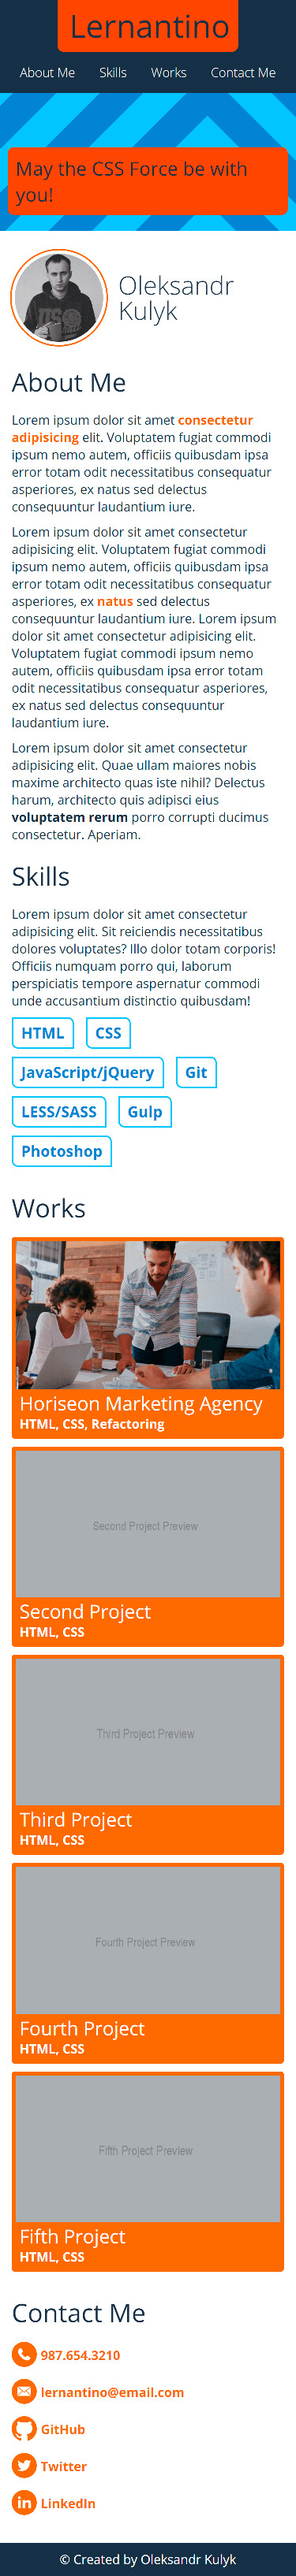 Lernantino
About Me Skills Works Contact Me
May the CSS Force be with
you!
Oleksandr
Kulyk
About Me
Lorem ipsum dolor sit amet consectetur
adipisicing elit. Voluptatem fugiat commodi
ipsum nemo autem, officiis quibusdam ipsa
error totam odit necessitatibus consequatur
asperiores, ex natus sed delectus
consequuntur laudantium iure.
Lorem ipsum dolor sit amet consectetur
adipisicing elit. Voluptatem fugiat commodi
ipsum nemo autem, officiis quibusdam ipsa
error totam odit necessitatibus consequatur
asperiores, ex natus sed delectus
consequuntur laudantium iure. Lorem ipsum
dolor sit amet consectetur adipisicing elit.
Voluptatem fugiat commodi ipsum nemo
autem, officiis quibusdam ipsa error totam
odit necessitatibus consequatur asperiores,
ex natus sed delectus consequuntur
laudantium iure.
Lorem ipsum dolor sit amet consectetur
adipisicing elit. Quae ullam maiores nobis
maxime architecto quas iste nihil? Delectus
harum, architecto quis adipisci eius
voluptatem rerum porro corrupti ducimus
consectetur. Aperiam.
Skills
Lorem ipsum dolor sit amet consectetur
adipisicing elit. Sit reiciendis necessitatibus
dolores voluptates? Illo dolor totam corporis!
Officiis numquam porro qui, laborum
perspiciatis tempore aspernatur commodi
unde accusantium distinctio quibusdam!
HTML CSS
JavaScript/jQuery Git
LESS/SASS Gulp
Photoshop
Works
Horiseon Marketing Agency
HTML, CSS, Refactoring
Second Project Preview
Second Project
HTML, CSS
Third Project Preview
Third Project
HTML, CSS
Fourth Project Preview
Fourth Project
HTML, CSS
Fifth Project Preview
Fifth Project
HTML, CSS
Contact Me
987.654.3210
lernantino@email.com
GitHub
Twitter
LinkedIn
© Created by Oleksandr Kulyk